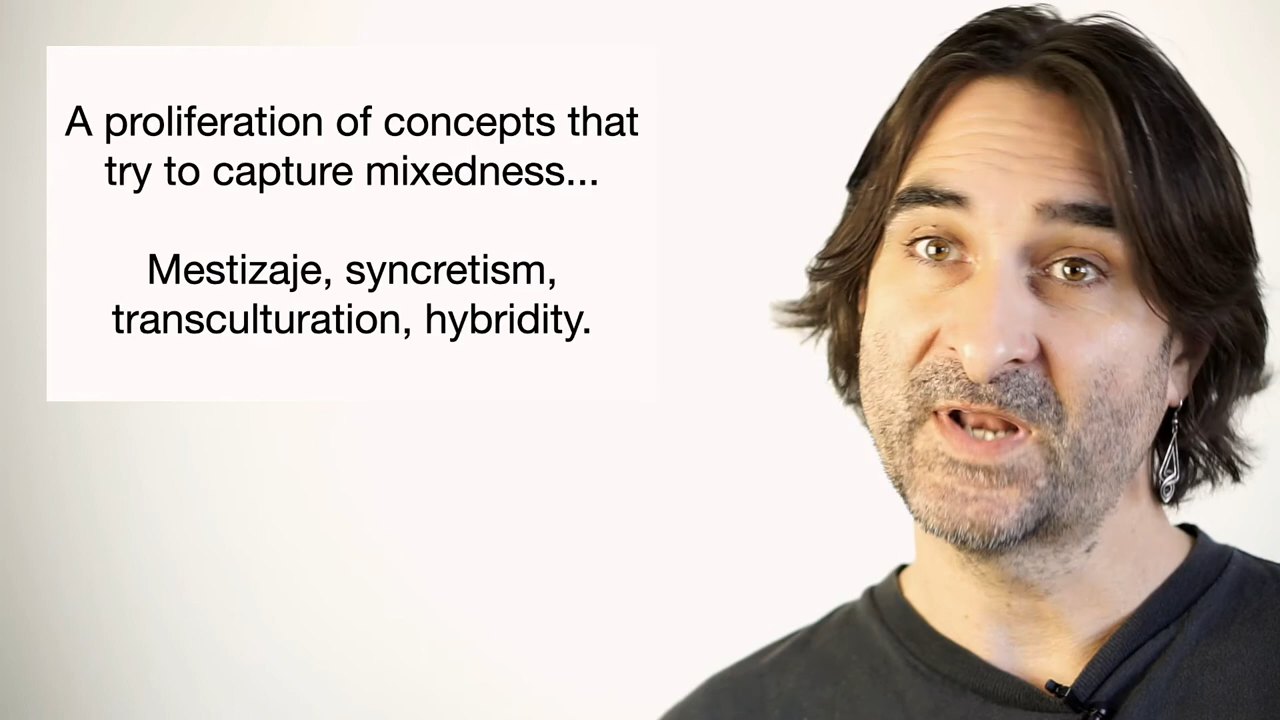 A proliferation of concepts that
try to capture mixedness...
Mestizaje, syncretism,
transculturation, hybridity.